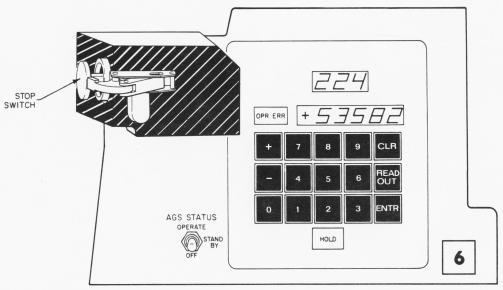 STOP
SWITCH
224
OPR ERR
+ 53582
+ 7 8 9 CLR
- 4 5 6 READ OUT
0 1 2 3 ENTR
HOLD
AGS STATUS
OPERATE
STAND
BY
OFF
6